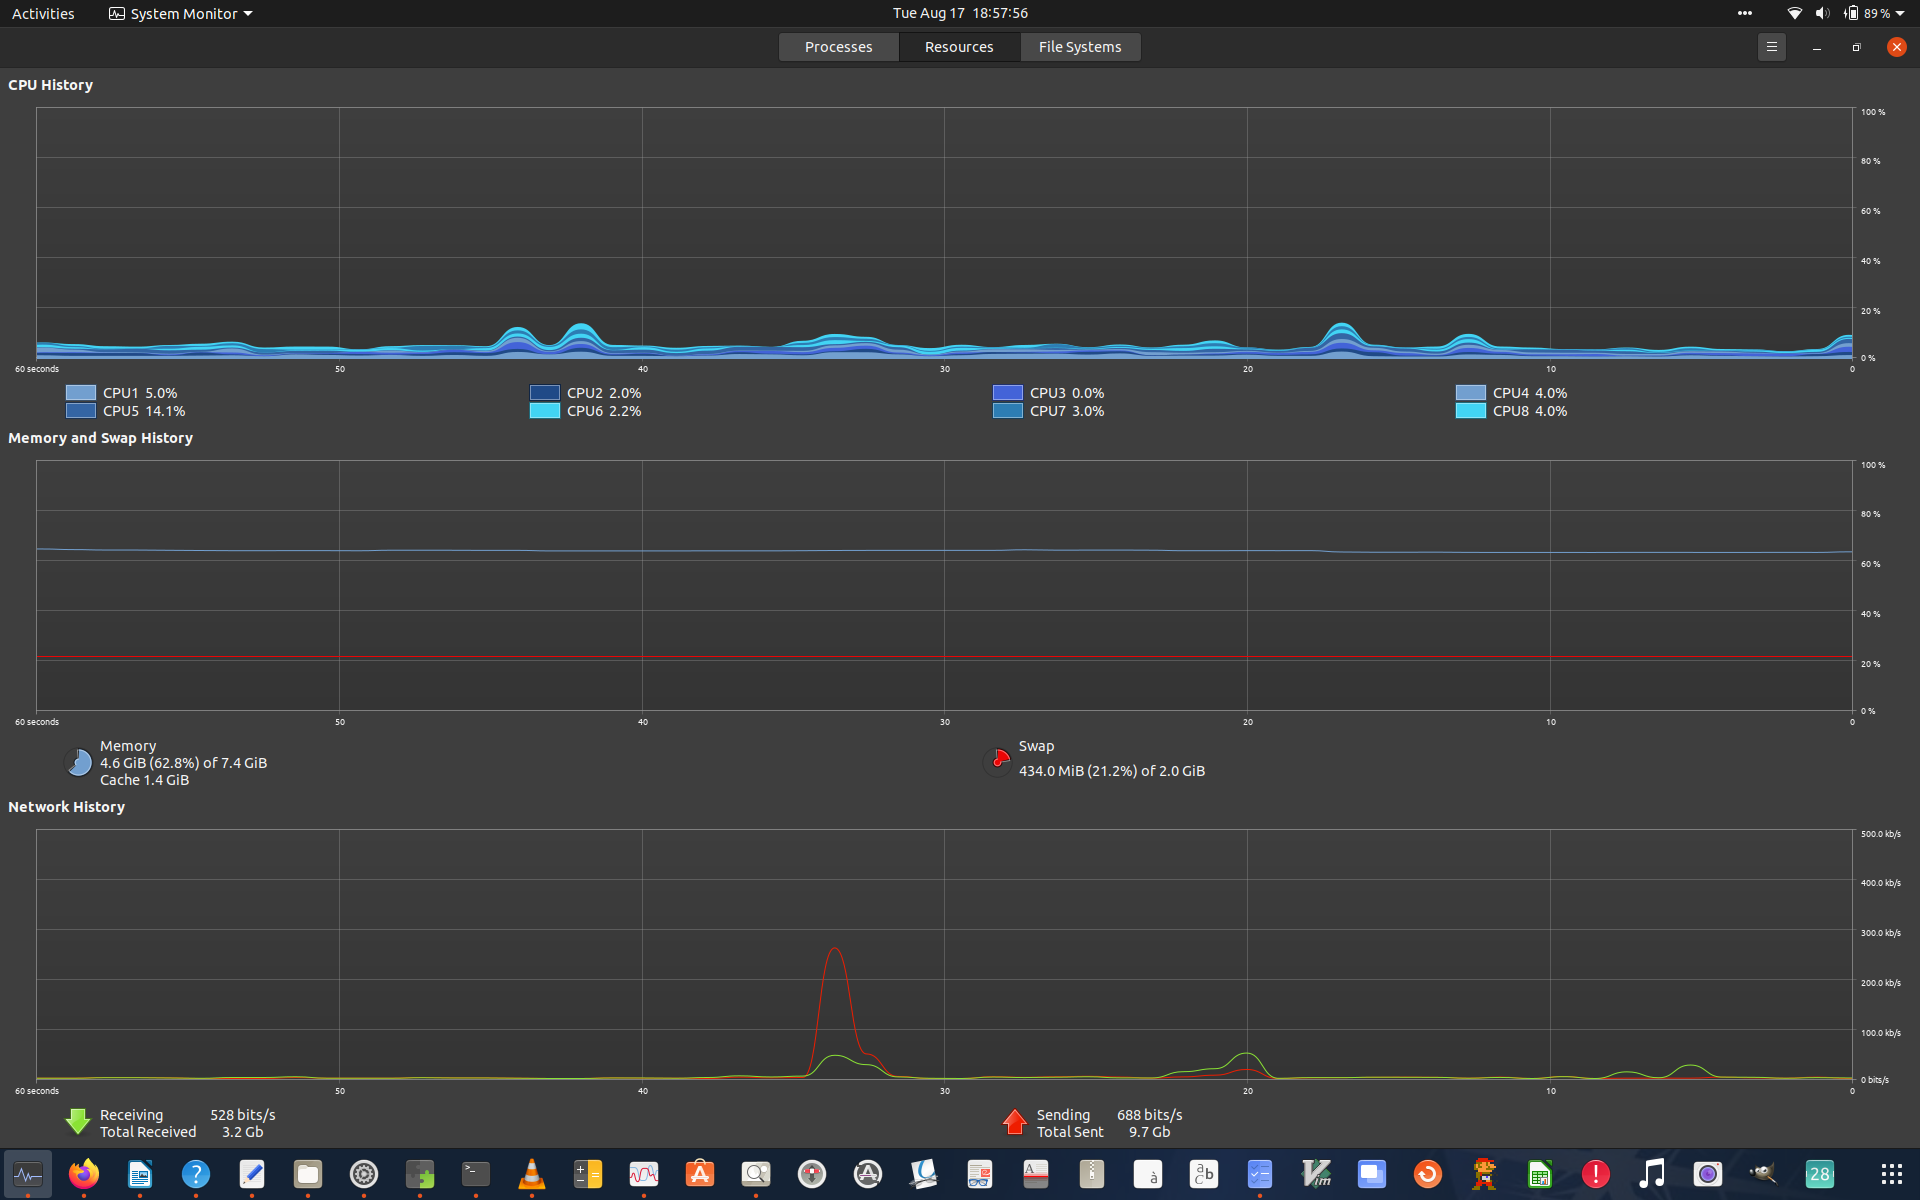 Activities System Monitor Tue Aug 17 18:57:56 89 %
Processes Resources File Systems
CPU History
100 %
80 %
60 %
40 %
20 %
0 %
60 seconds 50 40 30 20 10 0
CPU1 5.0% CPU2 2.0% CPU3 0.0% CPU4 4.0%
CPU5 14.1% CPU6 2.2% CPU7 3.0% CPU8 4.0%
Memory and Swap History
100 %
80 %
60 %
40 %
20 %
0 %
60 seconds 50 40 30 20 10 0
Memory
4.6 GiB (62.8%) of 7.4 GiB
Cache 1.4 GiB
Swap
434.0 MiB (21.2%) of 2.0 GiB
Network History
500.0 kb/s
400.0 kb/s
300.0 kb/s
200.0 kb/s
100.0 kb/s
0 bits/s
60 seconds 50 40 30 20 10 0
Receiving 528 bits/s
Total Received 3.2 Gb
Sending 688 bits/s
Total Sent 9.7 Gb
? >_ A à a b c Vim ! 28